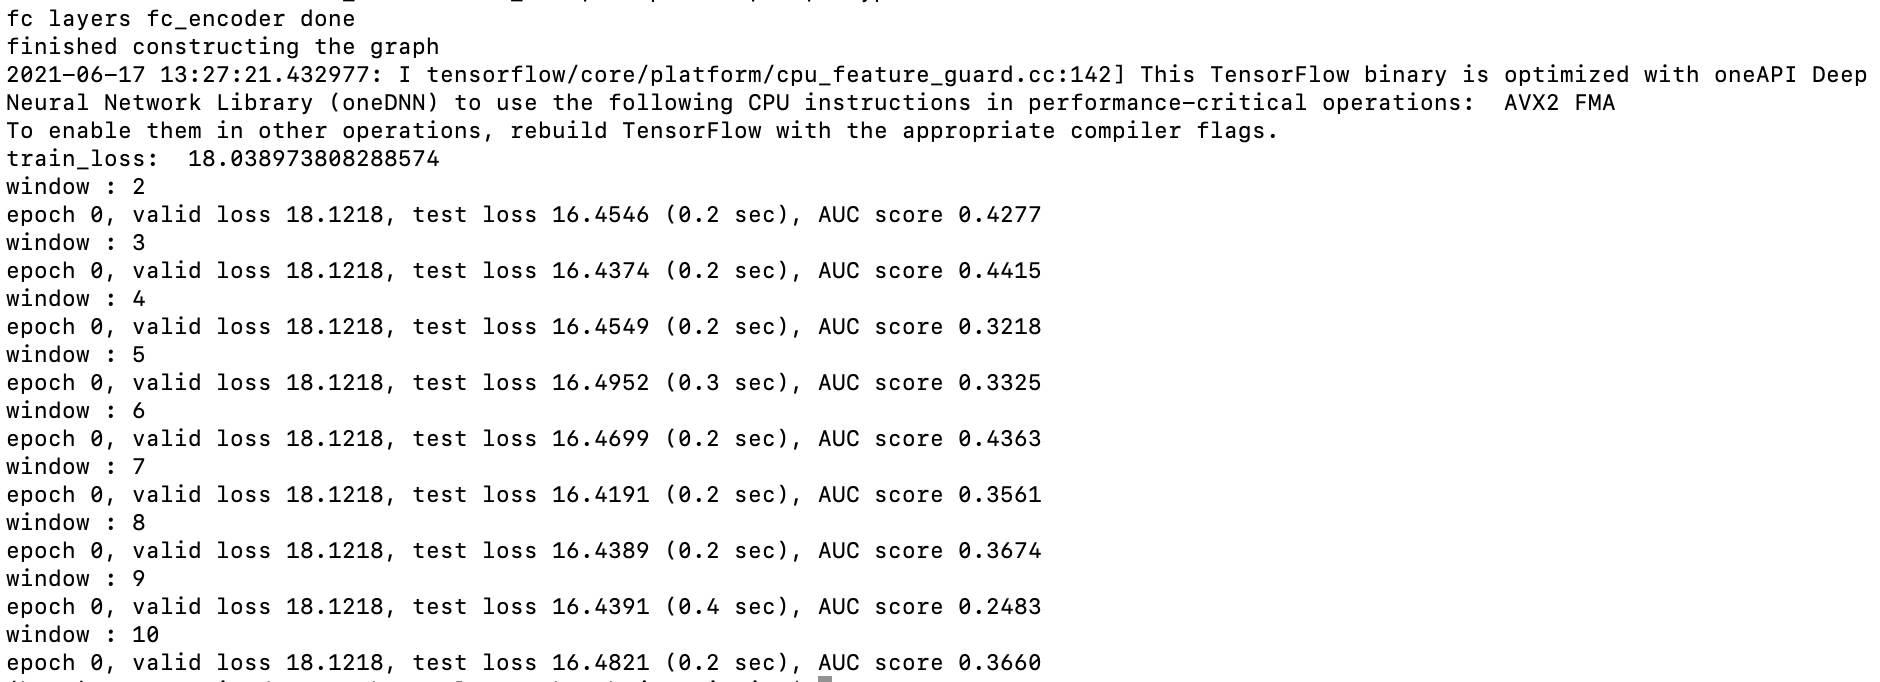 fc layers fc_encoder done
finished constructing the graph
2021-06-17 13:27:21.432977: I tensorflow/core/platform/cpu_feature_guard.cc:142] This TensorFlow binary is optimized with oneAPI Deep
Neural Network Library (oneDNN) to use the following CPU instructions in performance-critical operations:  AVX2 FMA
To enable them in other operations, rebuild TensorFlow with the appropriate compiler flags.
train_loss:  18.038973808288574
window : 2
epoch 0, valid loss 18.1218, test loss 16.4546 (0.2 sec), AUC score 0.4277
window : 3
epoch 0, valid loss 18.1218, test loss 16.4374 (0.2 sec), AUC score 0.4415
window : 4
epoch 0, valid loss 18.1218, test loss 16.4549 (0.2 sec), AUC score 0.3218
window : 5
epoch 0, valid loss 18.1218, test loss 16.4952 (0.3 sec), AUC score 0.3325
window : 6
epoch 0, valid loss 18.1218, test loss 16.4699 (0.2 sec), AUC score 0.4363
window : 7
epoch 0, valid loss 18.1218, test loss 16.4191 (0.2 sec), AUC score 0.3561
window : 8
epoch 0, valid loss 18.1218, test loss 16.4389 (0.2 sec), AUC score 0.3674
window : 9
epoch 0, valid loss 18.1218, test loss 16.4391 (0.4 sec), AUC score 0.2483
window : 10
epoch 0, valid loss 18.1218, test loss 16.4821 (0.2 sec), AUC score 0.3660